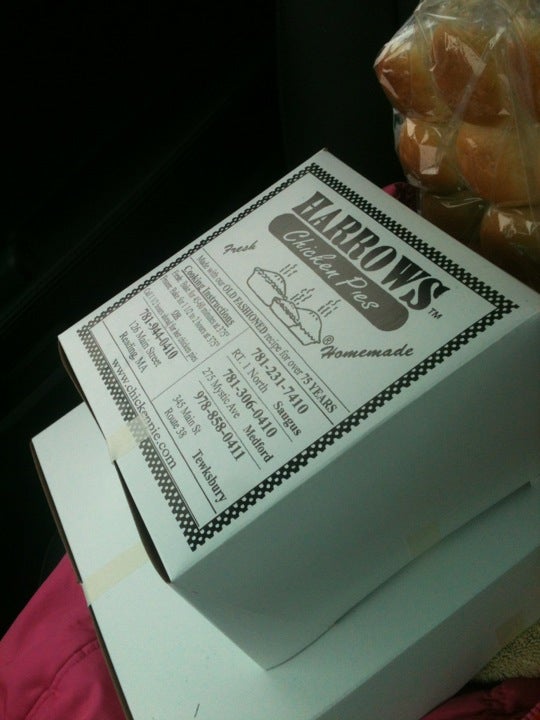 HARROWS™
Chicken Pies
Fresh
® Homemade
Made with our OLD FASHIONED recipe for over 75 YEARS
Cooking Instructions
OR
781-944-0410
126 Main Street
Reading, MA
781-231-7410
RT. 1 North Saugus
781-306-0410
275 Mystic Ave Medford
978-858-0411
345 Main St
Route 38 Tewksbury
www.chickenpie.com